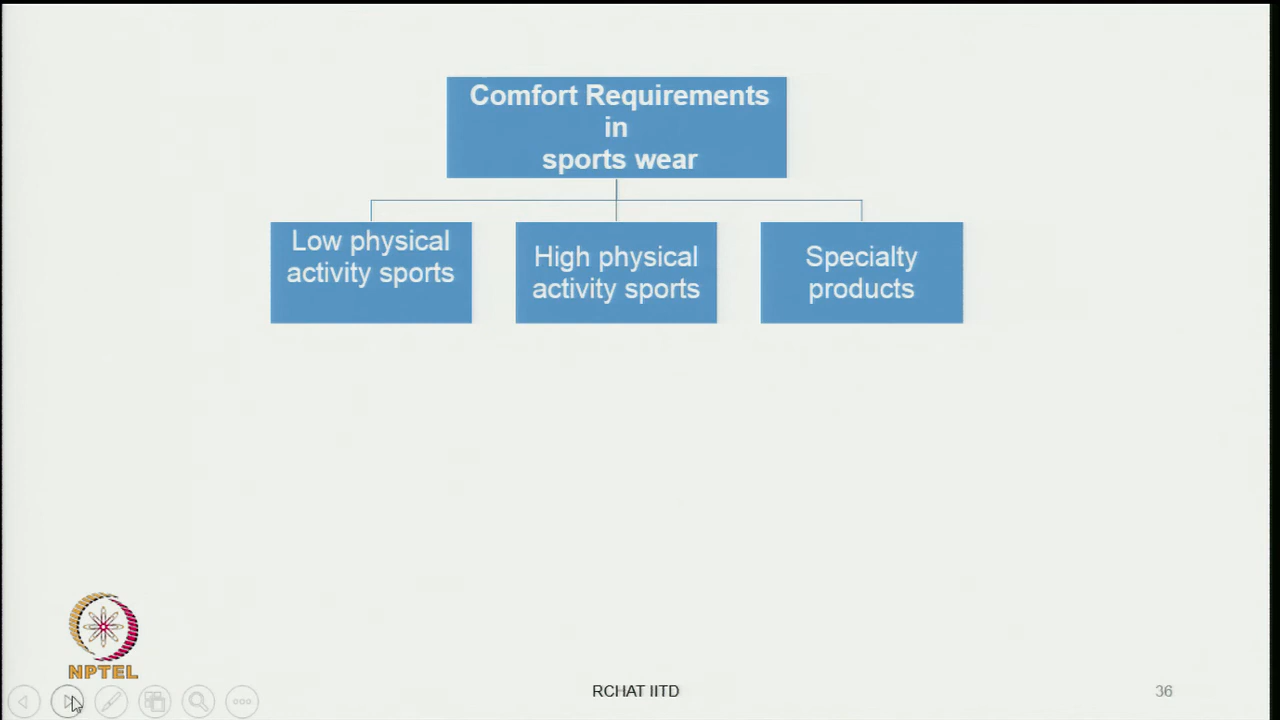 Comfort Requirements
in
sports wear
Low physical
activity sports
High physical
activity sports
Specialty
products
NPTEL
RCHAT IITD
36